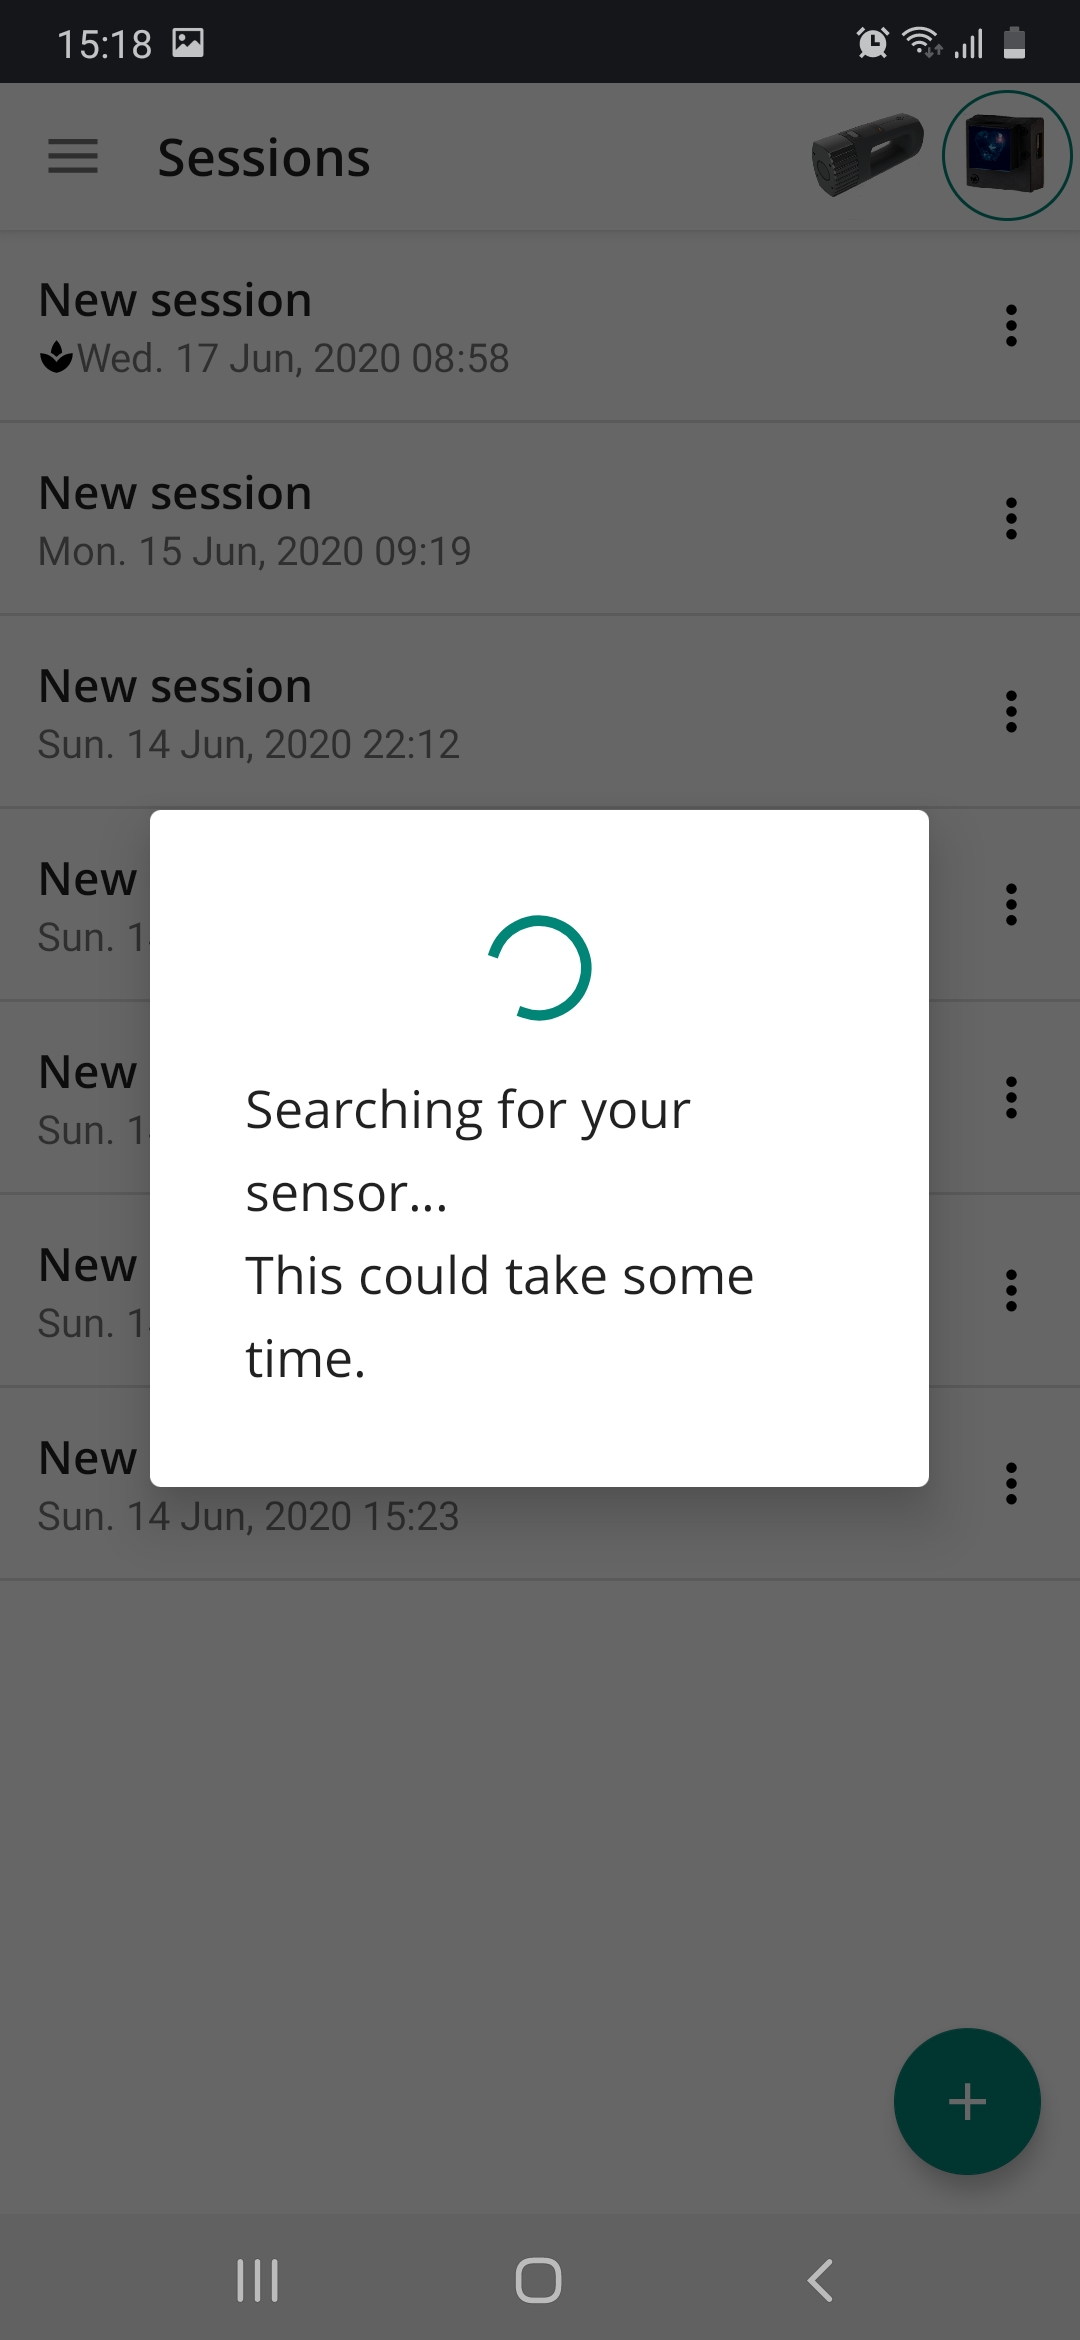 15:18
Sessions
New session
Wed. 17 Jun, 2020 08:58
New session
Mon. 15 Jun, 2020 09:19
New session
Sun. 14 Jun, 2020 22:12
New
Sun. 1
New
Sun. 1
New
Sun. 1
New
Sun. 14 Jun, 2020 15:23
Searching for your
sensor...
This could take some
time.